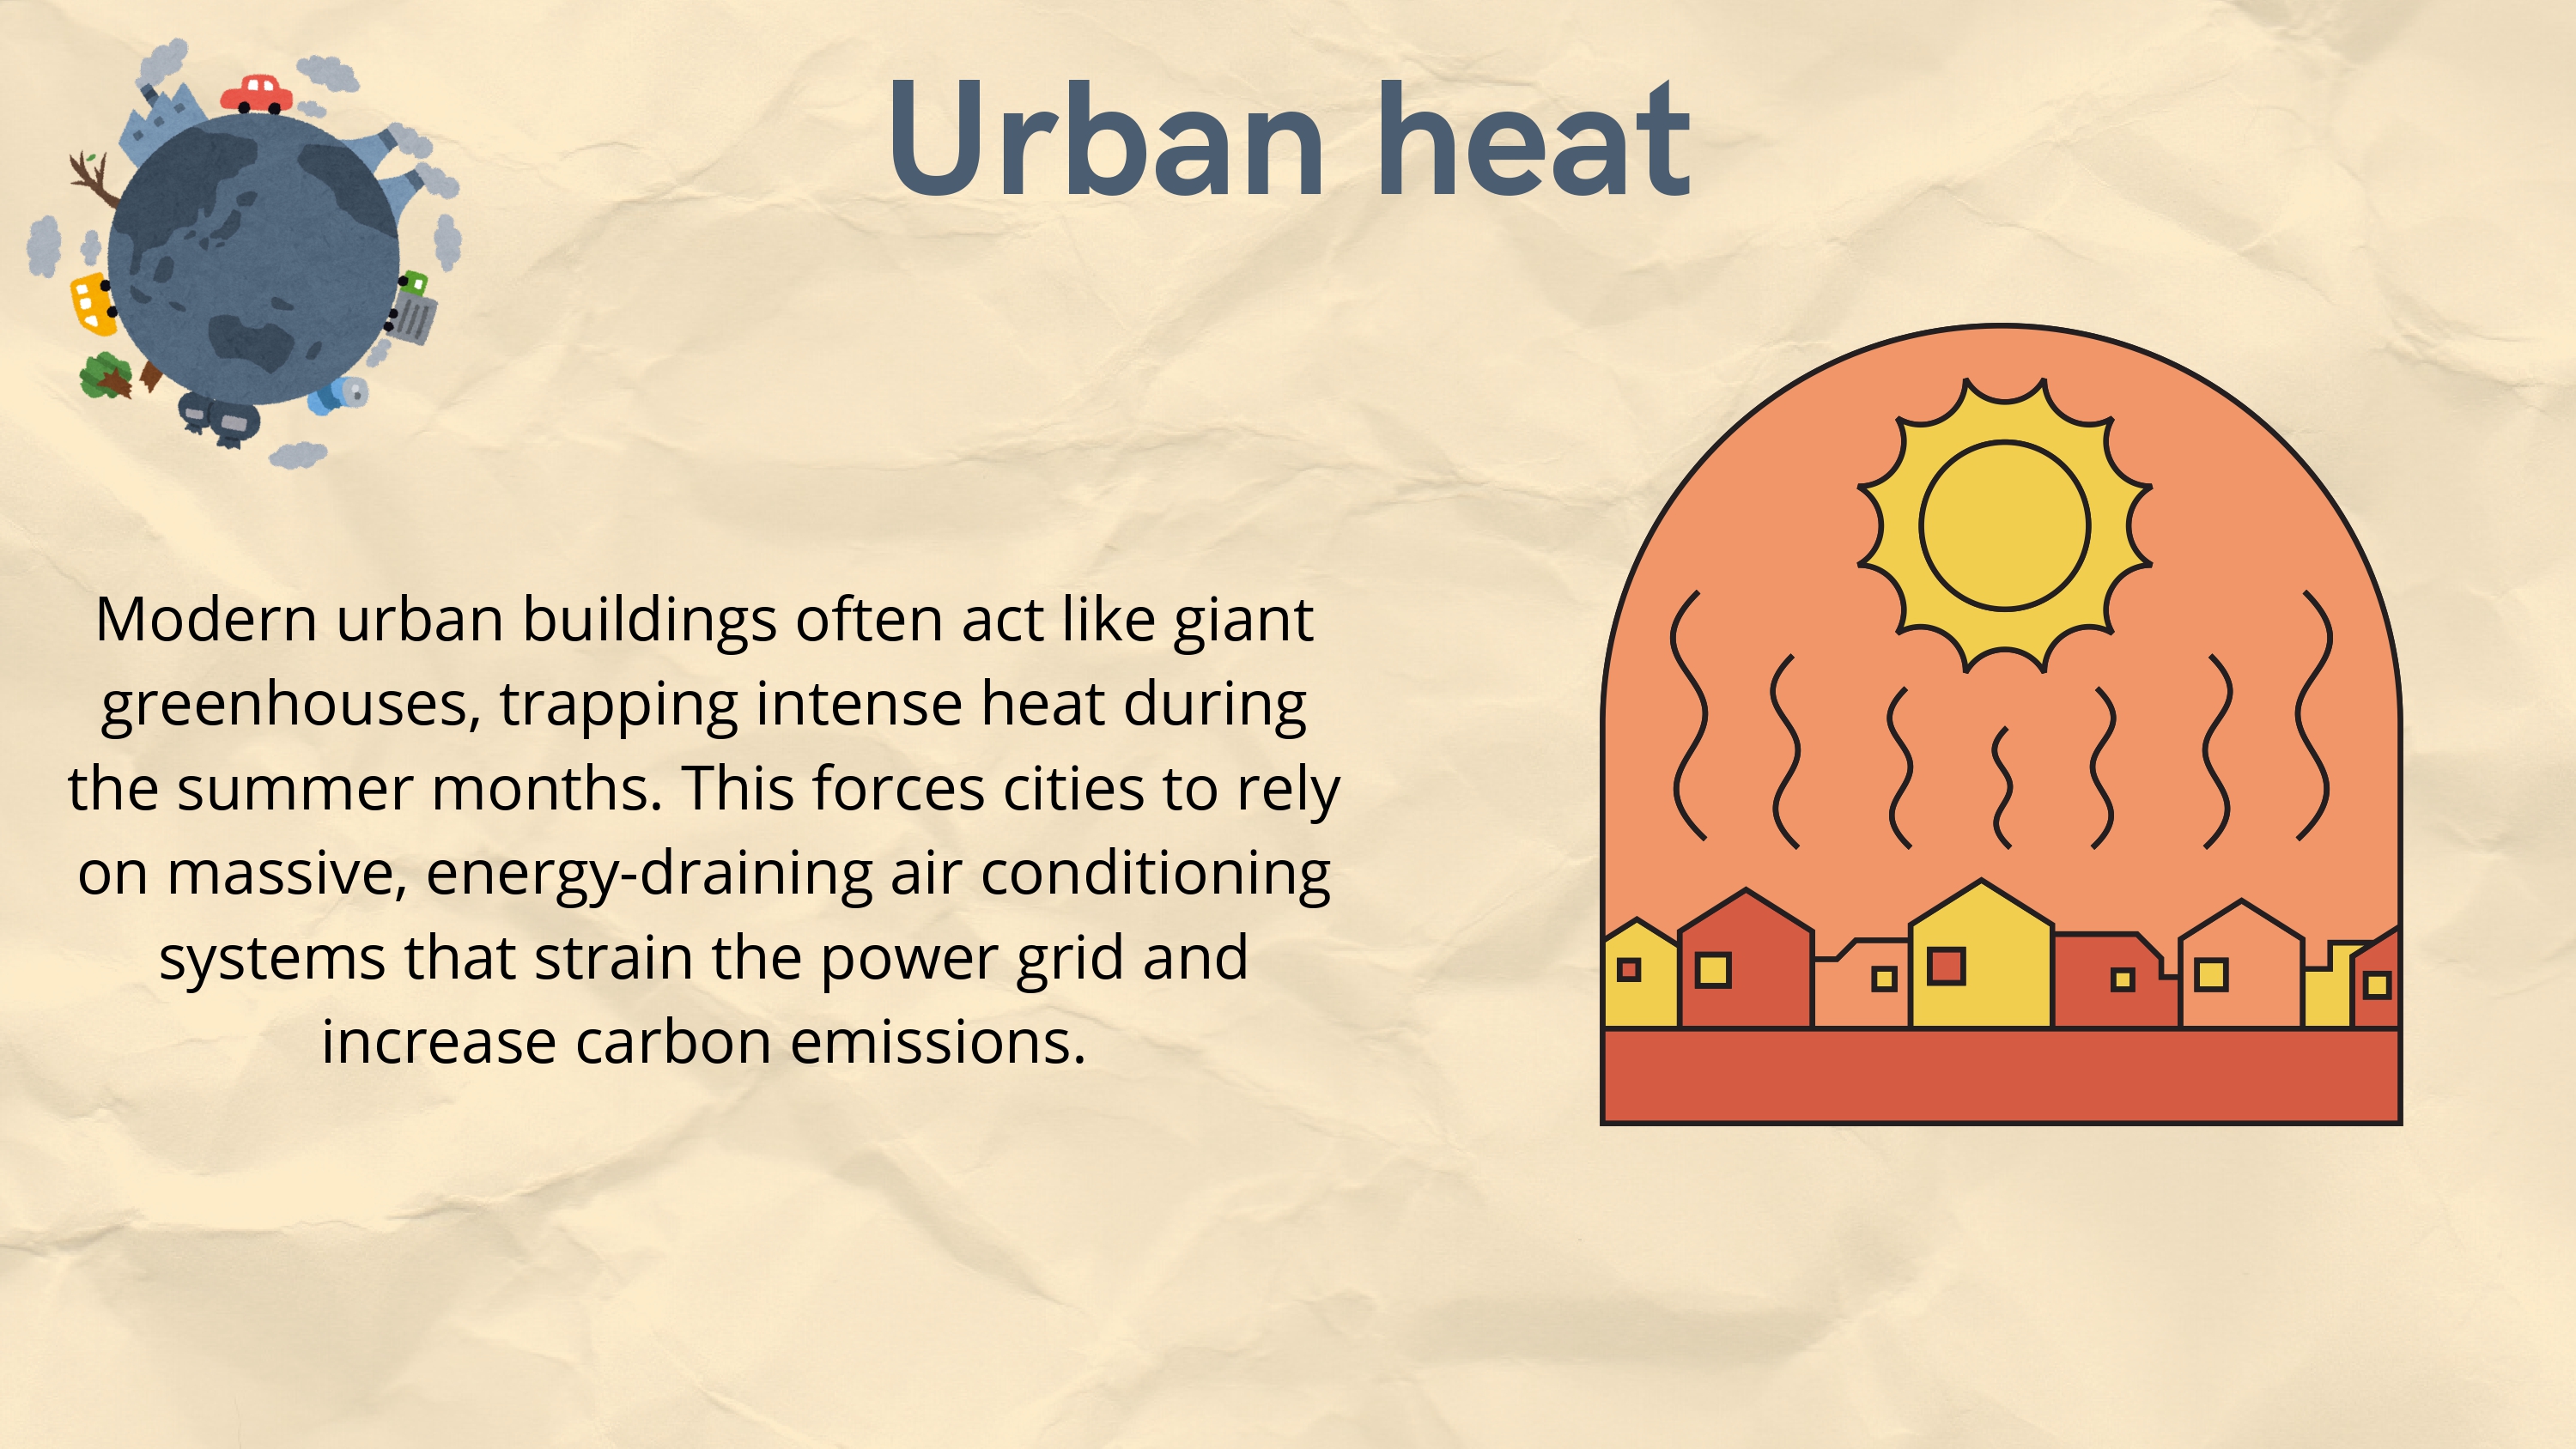 Urban heat
Modern urban buildings often act like giant
greenhouses, trapping intense heat during
the summer months. This forces cities to rely
on massive, energy-draining air conditioning
systems that strain the power grid and
increase carbon emissions.